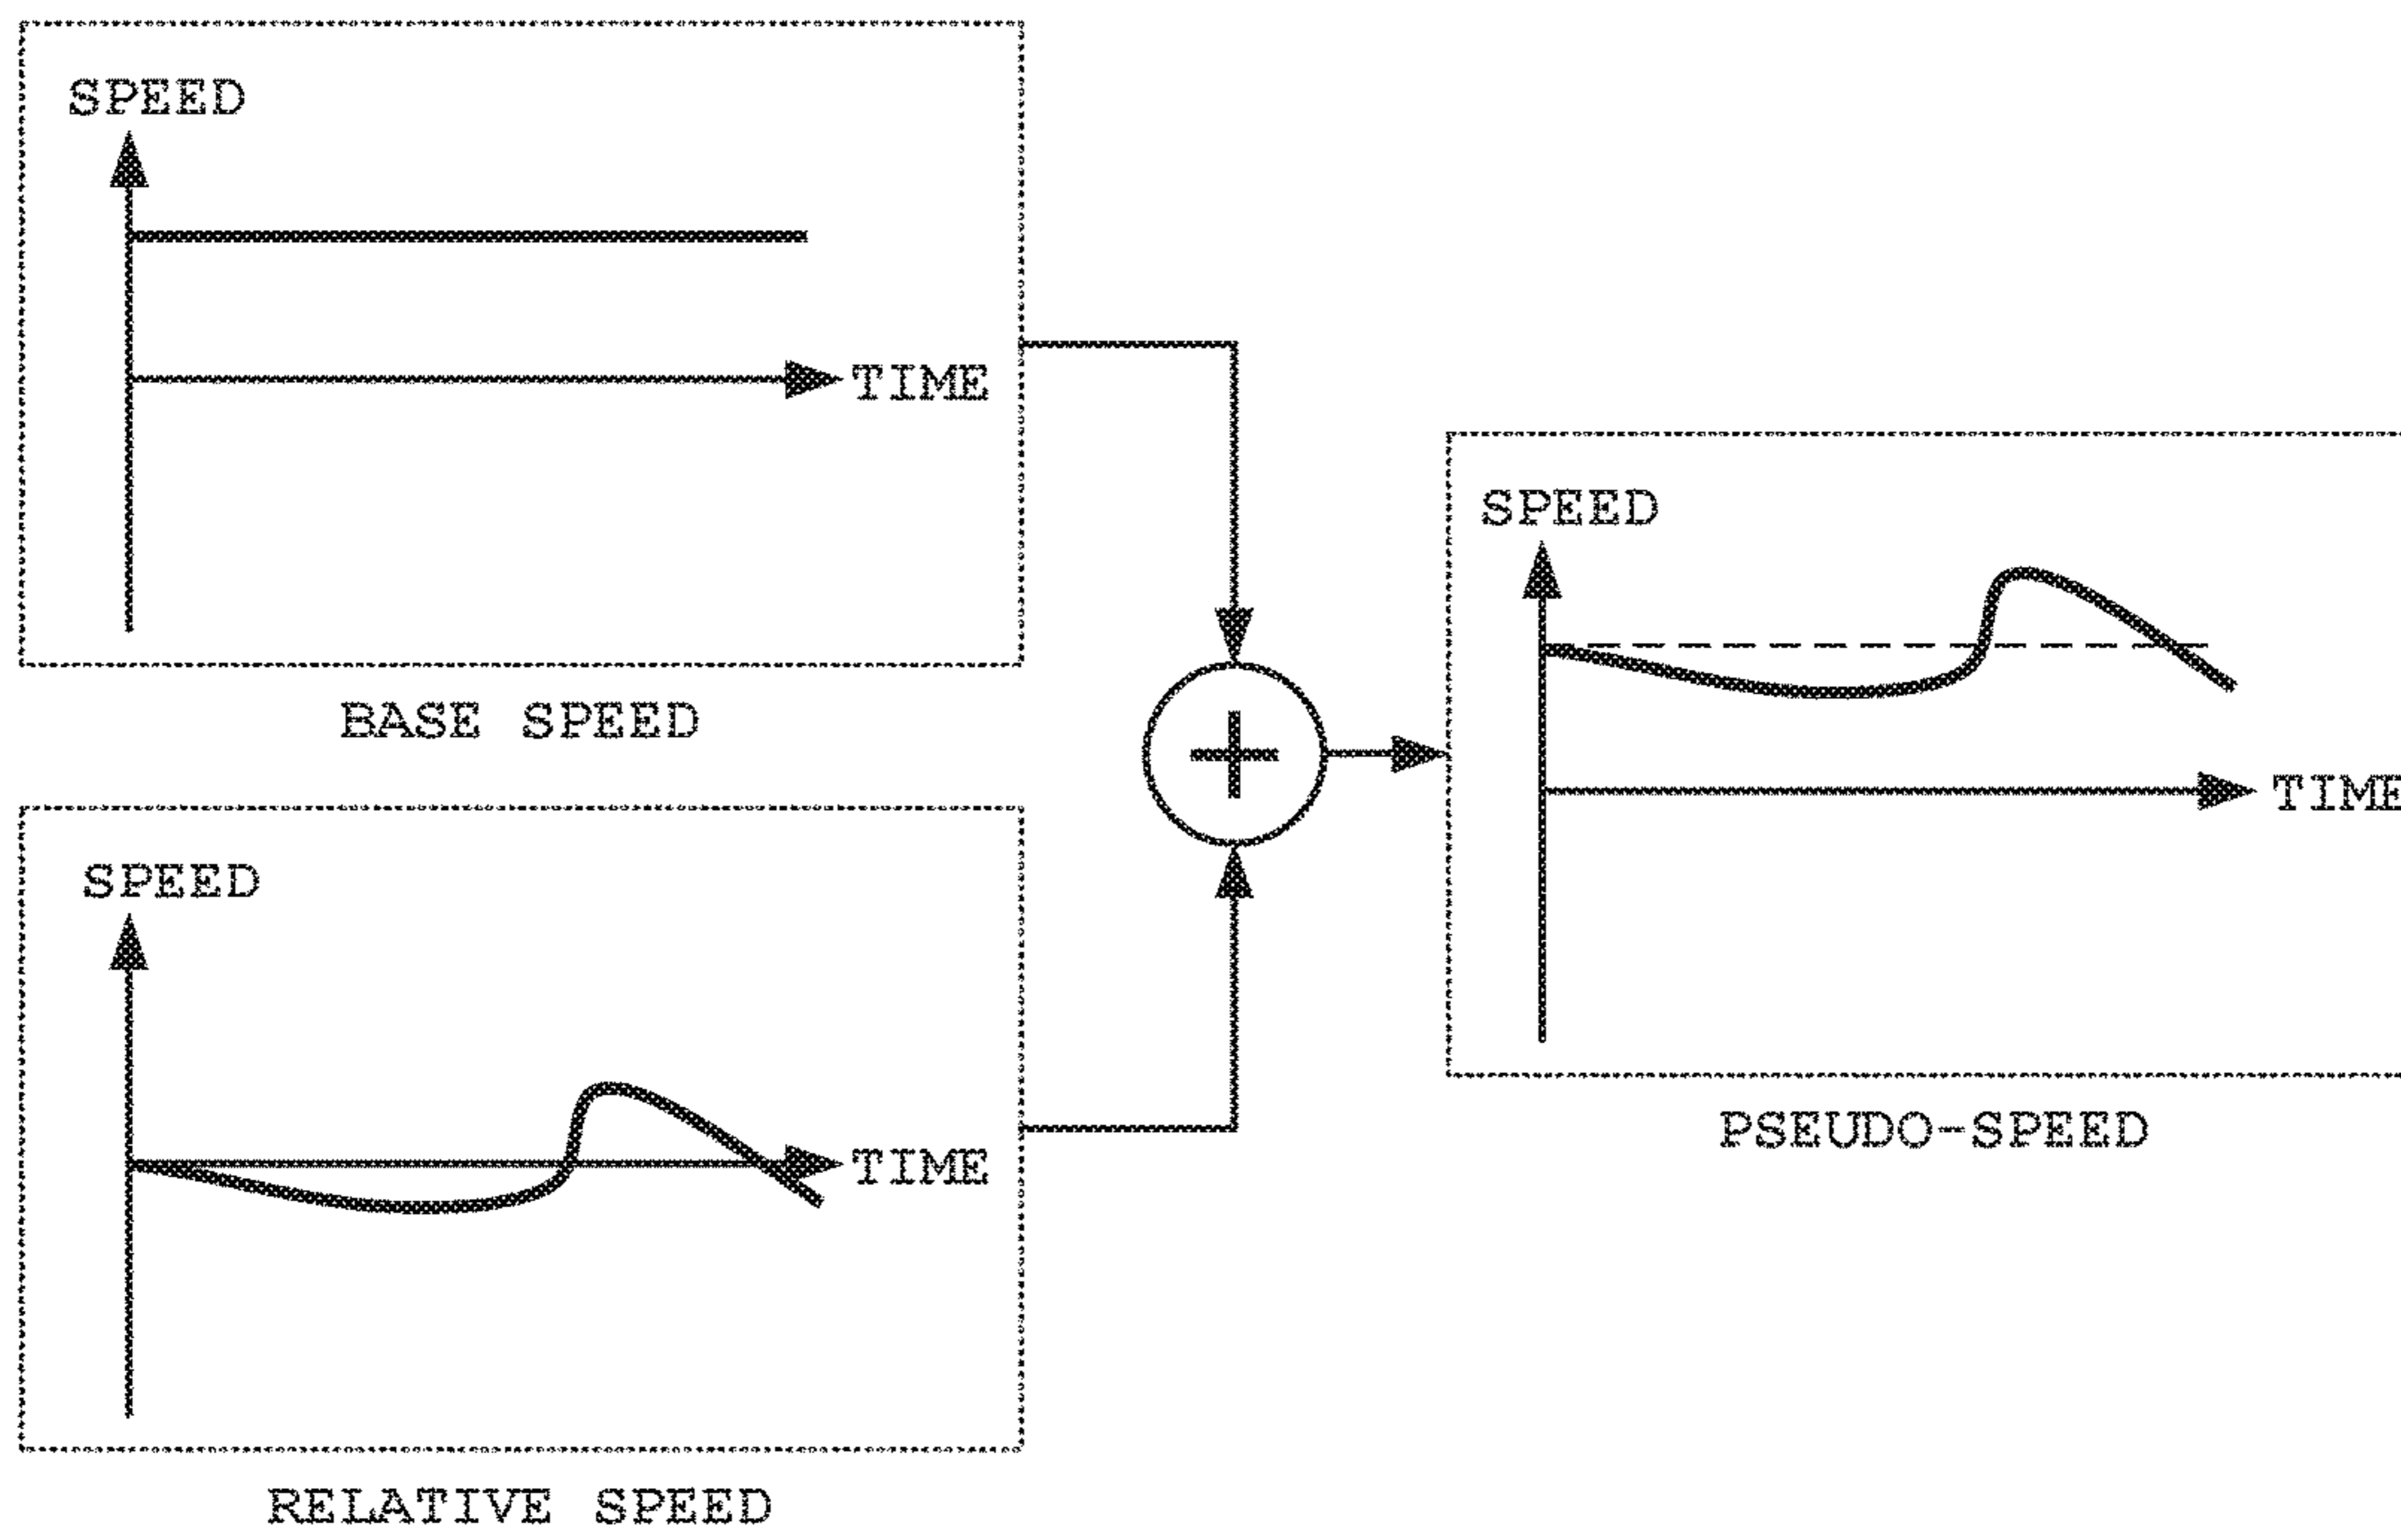 SPEED
TIME
BASE SPEED
SPEED
TIME
RELATIVE SPEED
+
SPEED
TIME
PSEUDO-SPEED